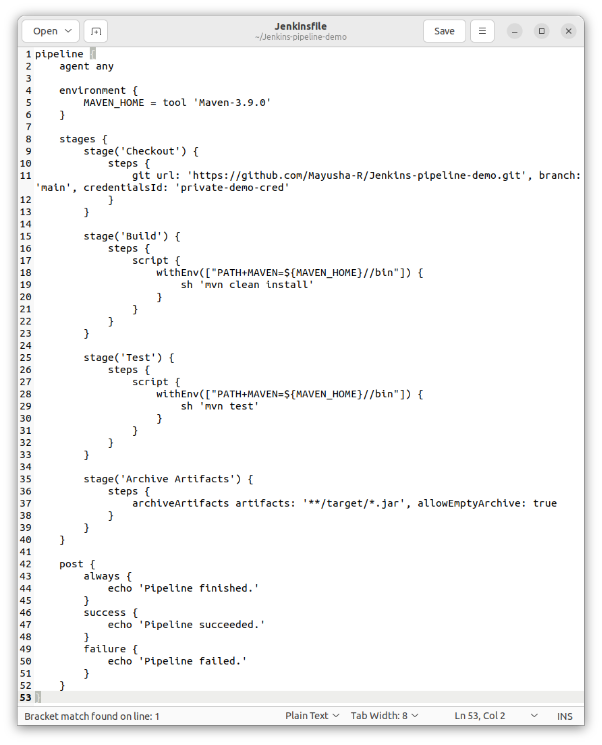 Open
Jenkinsfile
~/Jenkins-pipeline-demo
Save
1 pipeline {
2     agent any
3
4     environment {
5         MAVEN_HOME = tool 'Maven-3.9.0'
6     }
7
8     stages {
9         stage('Checkout') {
10             steps {
11                 git url: 'https://github.com/Mayusha-R/Jenkins-pipeline-demo.git', branch:
'main', credentialsId: 'private-demo-cred'
12             }
13         }
14
15         stage('Build') {
16             steps {
17                 script {
18                     withEnv(["PATH+MAVEN=${MAVEN_HOME}//bin"]) {
19                         sh 'mvn clean install'
20                     }
21                 }
22             }
23         }
24
25         stage('Test') {
26             steps {
27                 script {
28                     withEnv(["PATH+MAVEN=${MAVEN_HOME}//bin"]) {
29                         sh 'mvn test'
30                     }
31                 }
32             }
33         }
34
35         stage('Archive Artifacts') {
36             steps {
37                 archiveArtifacts artifacts: '**/target/*.jar', allowEmptyArchive: true
38             }
39         }
40     }
41
42     post {
43         always {
44             echo 'Pipeline finished.'
45         }
46         success {
47             echo 'Pipeline succeeded.'
48         }
49         failure {
50             echo 'Pipeline failed.'
51         }
52     }
53 }
Bracket match found on line: 1
Plain Text
Tab Width: 8
Ln 53, Col 2
INS